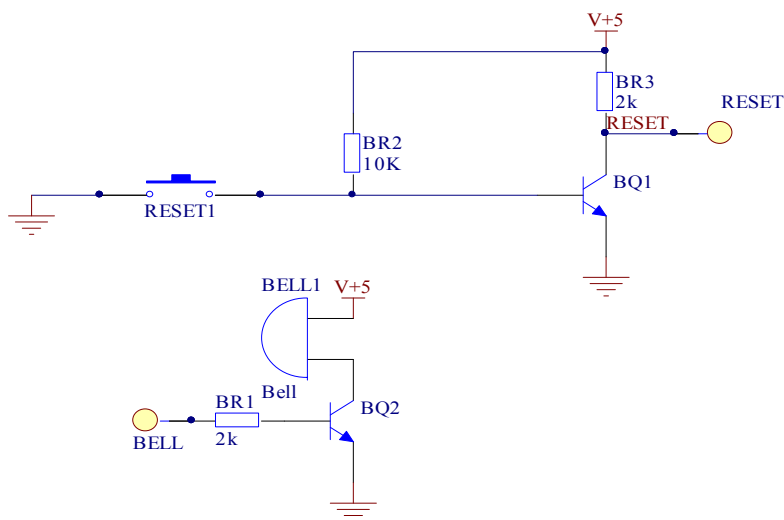 V+5
BR3
2k
RESET
RESET
BR2
10K
BQ1
RESET1
BELL1
V+5
Bell
BQ2
BR1
2k
BELL